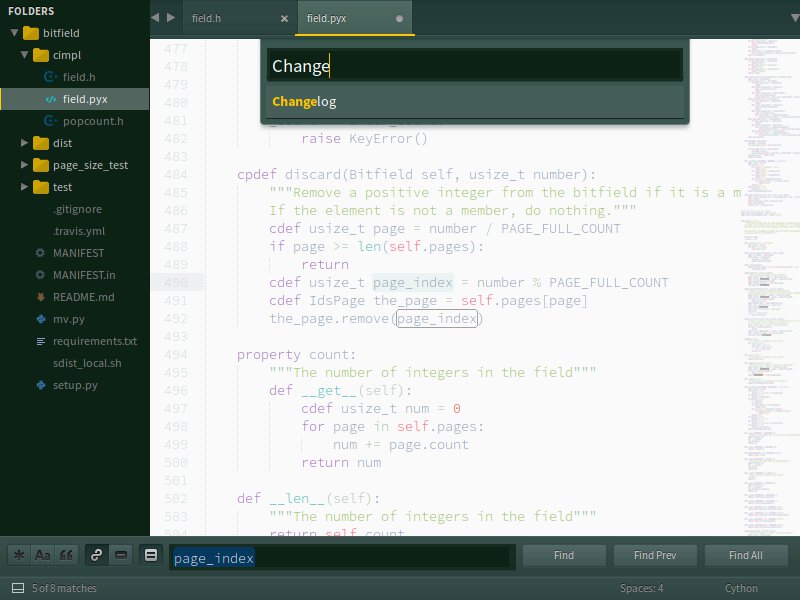 FOLDERS
bitfield
cimpl
field.h
field.pyx
popcount.h
dist
page_size_test
test
.gitignore
.travis.yml
MANIFEST
MANIFEST.in
README.md
mv.py
requirements.txt
sdist_local.sh
setup.py
field.h ×
field.pyx
Change
Changelog
477
478
479
480
481
482 raise KeyError()
483
484 cpdef discard(Bitfield self, usize_t number):
485 """Remove a positive integer from the bitfield if it is a m
486 If the element is not a member, do nothing."""
487 cdef usize_t page = number / PAGE_FULL_COUNT
488 if page >= len(self.pages):
489 return
490 cdef usize_t page_index = number % PAGE_FULL_COUNT
491 cdef IdsPage the_page = self.pages[page]
492 the_page.remove(page_index)
493
494 property count:
495 """The number of integers in the field"""
496 def __get__(self):
497 cdef usize_t num = 0
498 for page in self.pages:
499 num += page.count
500 return num
501
502 def __len__(self):
503 """The number of integers in the field"""
504 return self.count
Aa page_index Find Find Prev Find All
5 of 8 matches Spaces: 4 Cython